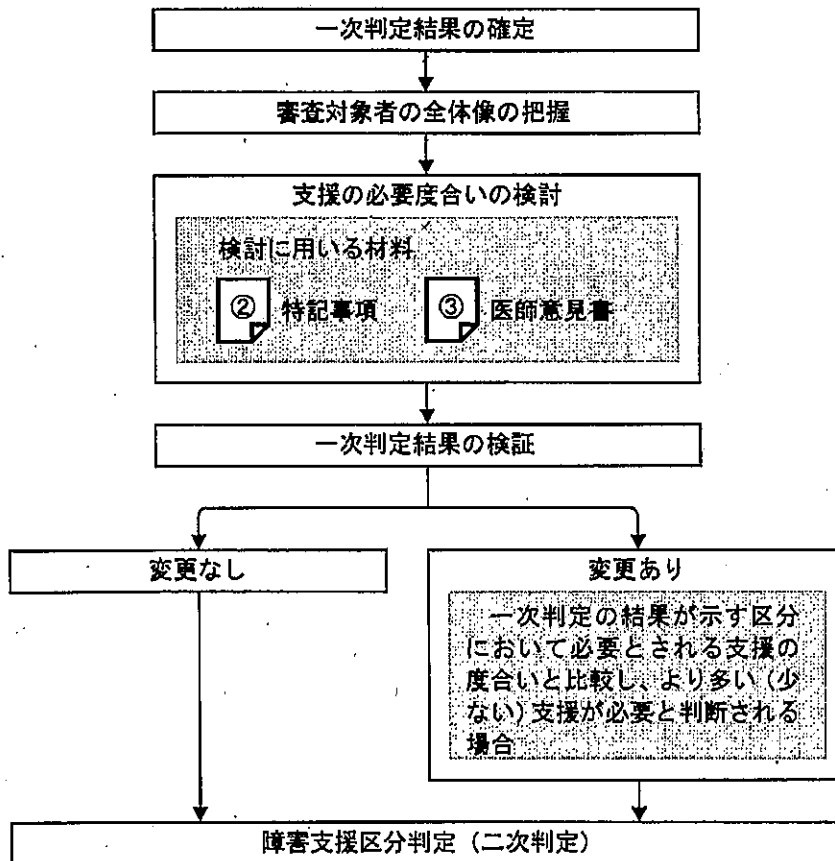 一次判定結果の確定
審査対象者の全体像の把握
支援の必要度合いの検討
検討に用いる材料
② 特記事項
③ 医師意見書
一次判定結果の検証
変更なし
変更あり
一次判定の結果が示す区分
において必要とされる支援の
度合いと比較し、より多い（少
ない）支援が必要と判断される
場合
障害支援区分判定（二次判定）